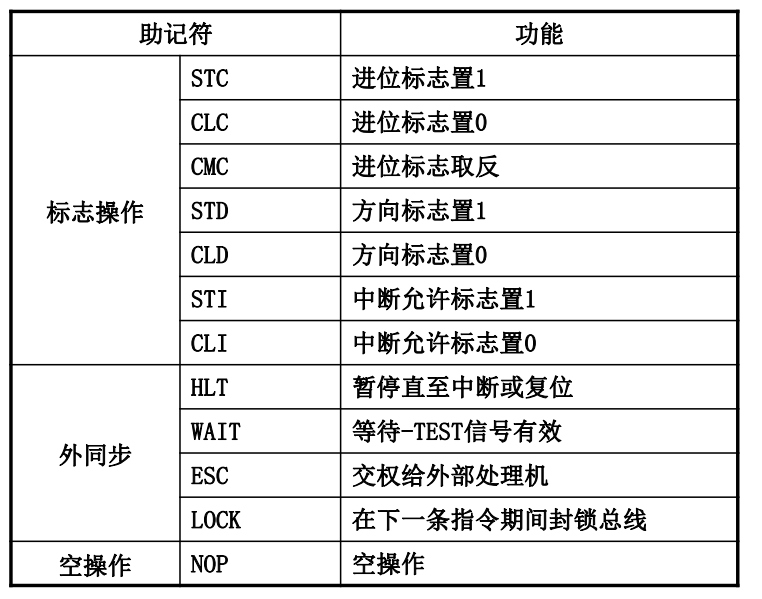 助记符 功能
标志操作 STC 进位标志置1
CLC 进位标志置0
CMC 进位标志取反
STD 方向标志置1
CLD 方向标志置0
STI 中断允许标志置1
CLI 中断允许标志置0
外同步 HLT 暂停直至中断或复位
WAIT 等待-TEST信号有效
ESC 交权给外部处理机
LOCK 在下一条指令期间封锁总线
空操作 NOP 空操作